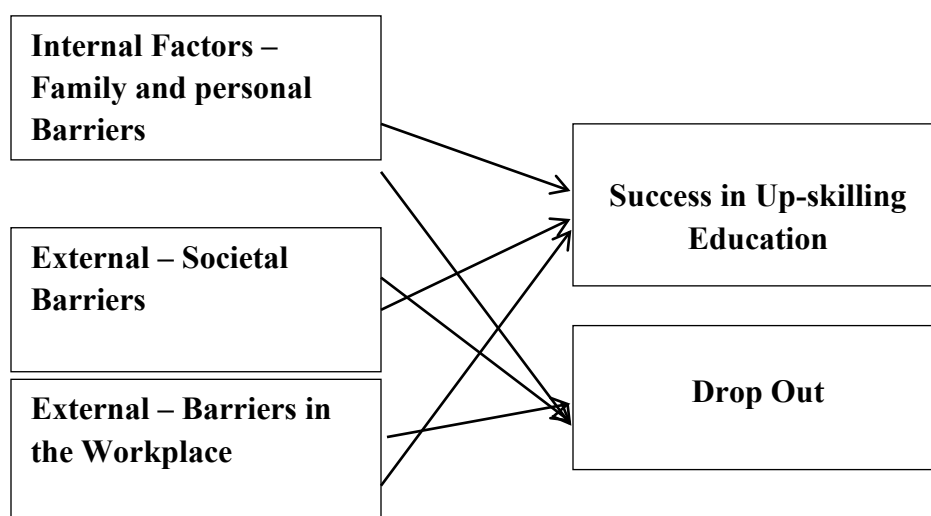 Internal Factors –
Family and personal
Barriers
External – Societal
Barriers
External – Barriers in
the Workplace
Success in Up-skilling
Education
Drop Out